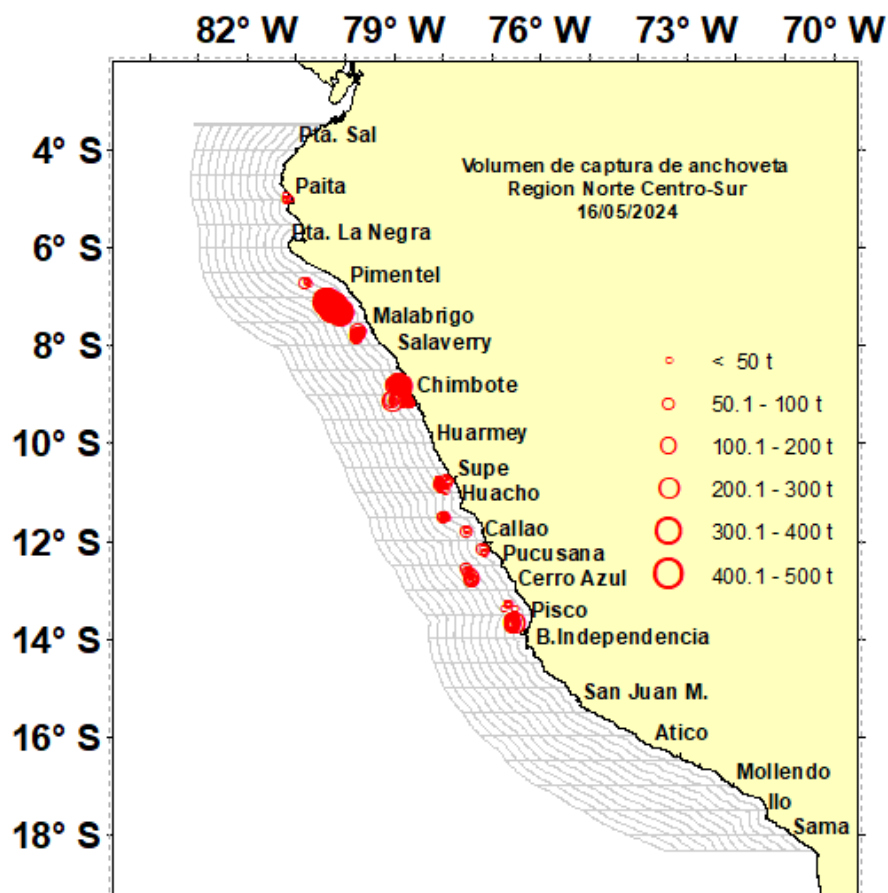 82° W 79° W 76° W 73° W 70° W
4° S
6° S
8° S
10° S
12° S
14° S
16° S
18° S
Volumen de captura de anchoveta
Region Norte Centro-Sur
16/05/2024
Pta. Sal
Paita
Pta. La Negra
Pimentel
Malabrigo
Salaverry
Chimbote
Huarmey
Supe
Huacho
Callao
Pucusana
Cerro Azul
Pisco
B.Independencia
San Juan M.
Atico
Mollendo
Ilo
Sama
< 50 t
50.1 - 100 t
100.1 - 200 t
200.1 - 300 t
300.1 - 400 t
400.1 - 500 t